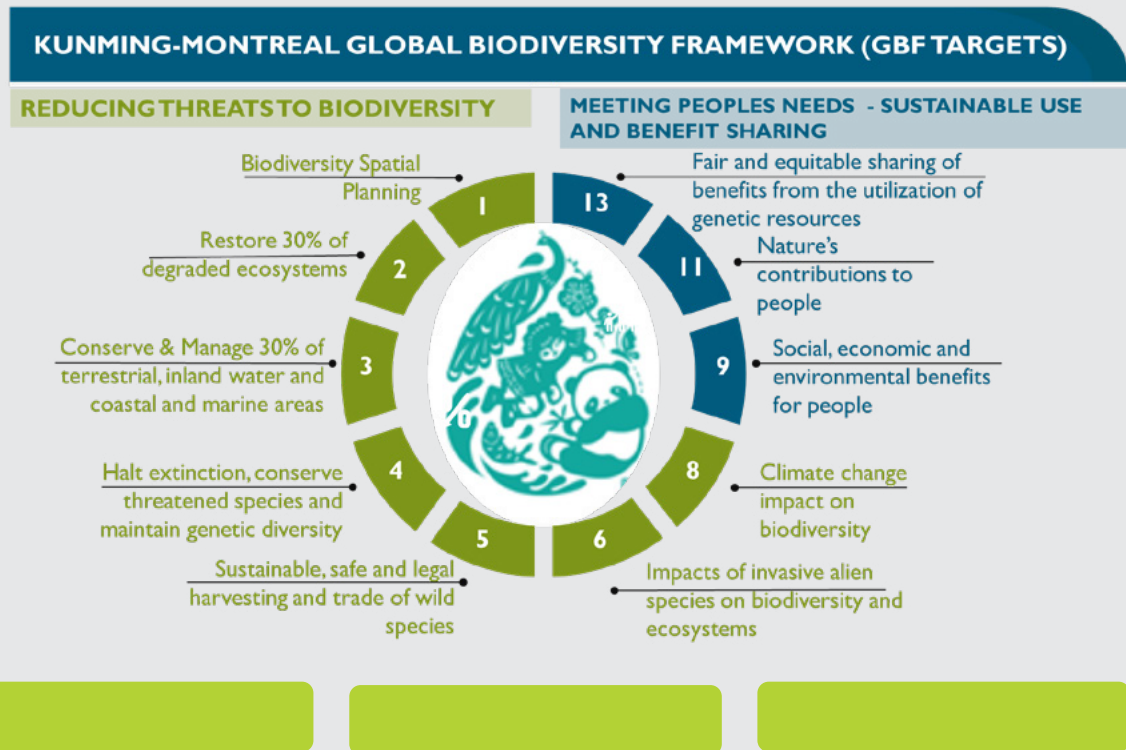 KUNMING-MONTREAL GLOBAL BIODIVERSITY FRAMEWORK (GBF TARGETS)
REDUCING THREATS TO BIODIVERSITY
MEETING PEOPLES NEEDS - SUSTAINABLE USE
AND BENEFIT SHARING
Biodiversity Spatial
Planning
1
Restore 30% of
degraded ecosystems
2
Conserve & Manage 30% of
terrestrial, inland water and
coastal and marine areas
3
Halt extinction, conserve
threatened species and
maintain genetic diversity
4
Sustainable, safe and legal
harvesting and trade of wild
species
5
13
Fair and equitable sharing of
benefits from the utilization of
genetic resources
11
Nature's
contributions to
people
9
Social, economic and
environmental benefits
for people
8
Climate change
impact on
biodiversity
6
Impacts of invasive alien
species on biodiversity and
ecosystems